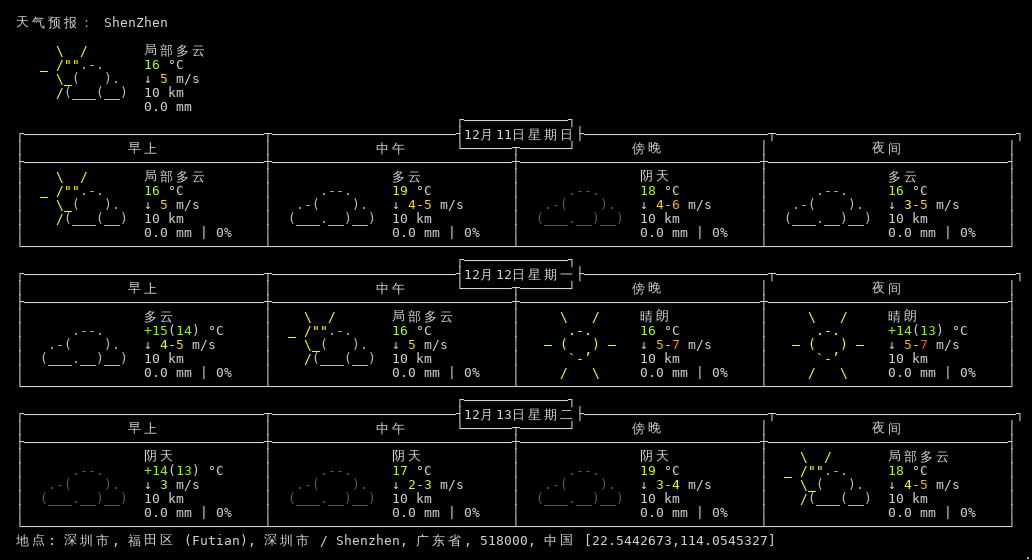 天气预报： ShenZhen
局部多云
16 °C
↓ 5 m/s
10 km
0.0 mm
12月11日星期日
早上 中午 傍晚 夜间
局部多云 多云 阴天 多云
16 °C 19 °C 18 °C 16 °C
↓ 5 m/s ↓ 4-5 m/s ↓ 4-6 m/s ↓ 3-5 m/s
10 km 10 km 10 km 10 km
0.0 mm | 0% 0.0 mm | 0% 0.0 mm | 0% 0.0 mm | 0%
12月12日星期一
早上 中午 傍晚 夜间
多云 局部多云 晴朗 晴朗
+15(14) °C 16 °C 16 °C +14(13) °C
↓ 4-5 m/s ↓ 5 m/s ↓ 5-7 m/s ↓ 5-7 m/s
10 km 10 km 10 km 10 km
0.0 mm | 0% 0.0 mm | 0% 0.0 mm | 0% 0.0 mm | 0%
12月13日星期二
早上 中午 傍晚 夜间
阴天 阴天 阴天 局部多云
+14(13) °C 17 °C 19 °C 18 °C
↓ 3 m/s ↓ 2-3 m/s ↓ 3-4 m/s ↓ 4-5 m/s
10 km 10 km 10 km 10 km
0.0 mm | 0% 0.0 mm | 0% 0.0 mm | 0% 0.0 mm | 0%
地点: 深圳市, 福田区 (Futian), 深圳市 / Shenzhen, 广东省, 518000, 中国 [22.5442673,114.0545327]